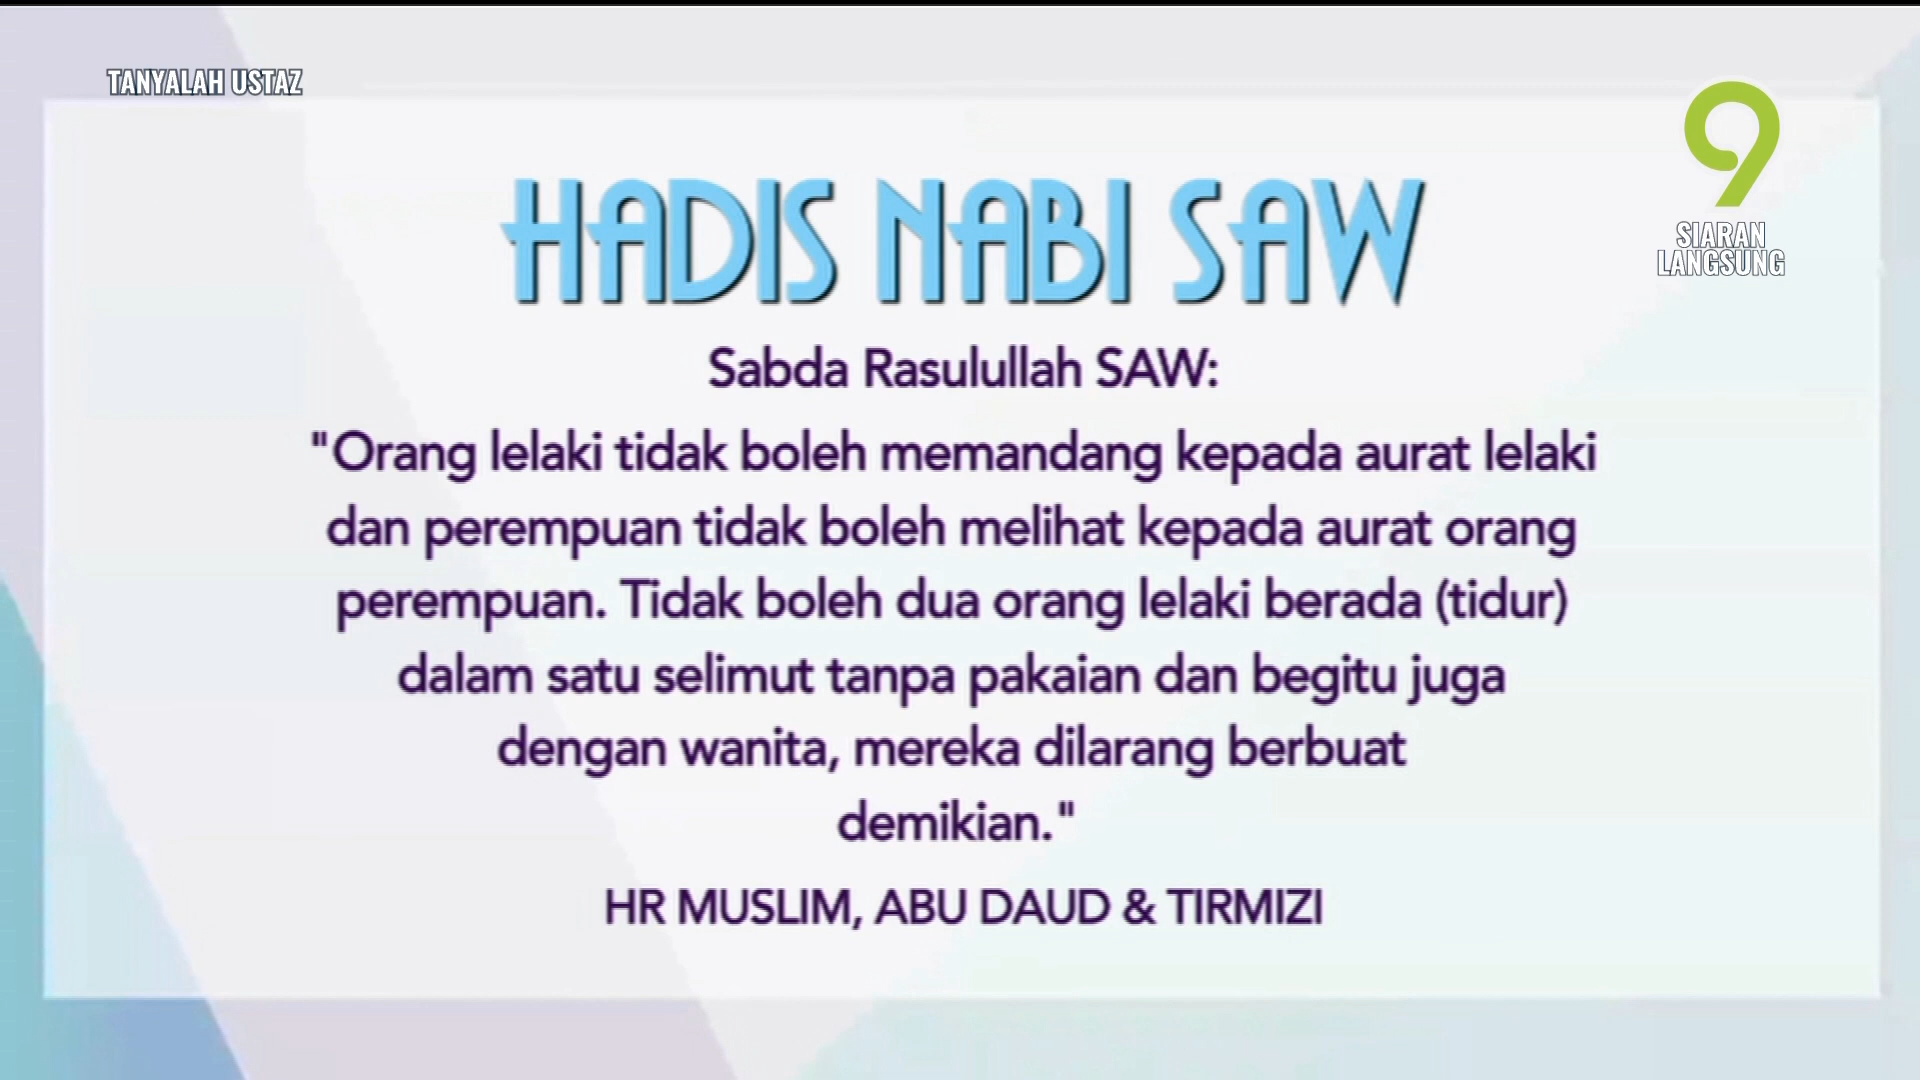 TANYALAH USTAZ
9
SIARAN
LANGSUNG
HADIS NABI SAW
Sabda Rasulullah SAW:
"Orang lelaki tidak boleh memandang kepada aurat lelaki
dan perempuan tidak boleh melihat kepada aurat orang
perempuan. Tidak boleh dua orang lelaki berada (tidur)
dalam satu selimut tanpa pakaian dan begitu juga
dengan wanita, mereka dilarang berbuat
demikian."
HR MUSLIM, ABU DAUD & TIRMIZI